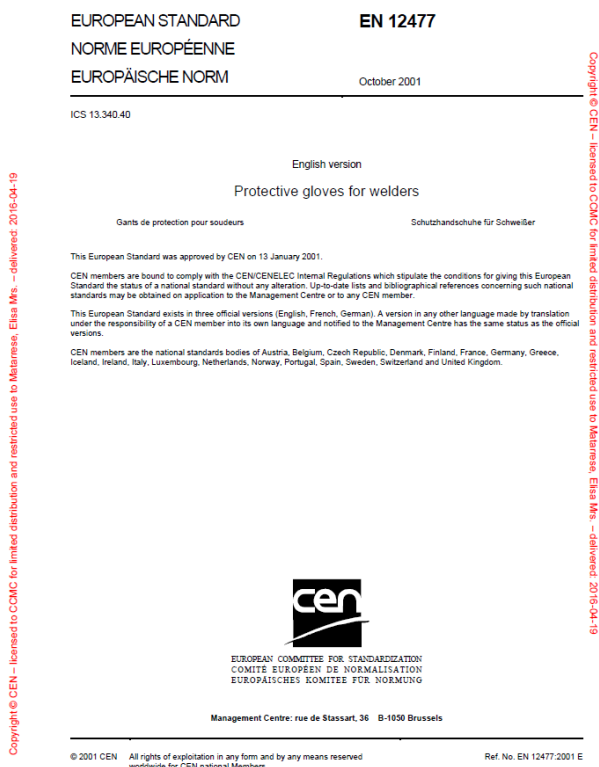 EUROPEAN STANDARD
NORME EUROPÉENNE
EUROPÄISCHE NORM
EN 12477
October 2001
ICS 13.340.40
English version
Protective gloves for welders
Gants de protection pour soudeurs
Schutzhandschuhe für Schweißer
This European Standard was approved by CEN on 13 January 2001.
CEN members are bound to comply with the CEN/CENELEC Internal Regulations which stipulate the conditions for giving this European
Standard the status of a national standard without any alteration. Up-to-date lists and bibliographical references concerning such national
standards may be obtained on application to the Management Centre or to any CEN member.
This European Standard exists in three official versions (English, French, German). A version in any other language made by translation
under the responsibility of a CEN member into its own language and notified to the Management Centre has the same status as the official
versions.
CEN members are the national standards bodies of Austria, Belgium, Czech Republic, Denmark, Finland, France, Germany, Greece,
Iceland, Ireland, Italy, Luxembourg, Netherlands, Norway, Portugal, Spain, Sweden, Switzerland and United Kingdom.
cen
EUROPEAN COMMITTEE FOR STANDARDIZATION
COMITÉ EUROPÉEN DE NORMALISATION
EUROPÄISCHES KOMITEE FÜR NORMUNG
Management Centre: rue de Stassart, 36 B-1050 Brussels
© 2001 CEN All rights of exploitation in any form and by any means reserved
worldwide for CEN national Members
Ref. No. EN 12477:2001 E
Copyright © CEN – licensed to CCMC for limited distribution and restricted use to Matarrese, Elisa Mrs. – delivered: 2016-04-19
Copyright © CEN – licensed to CCMC for limited distribution and restricted use to Matarrese, Elisa Mrs. – delivered: 2016-04-19